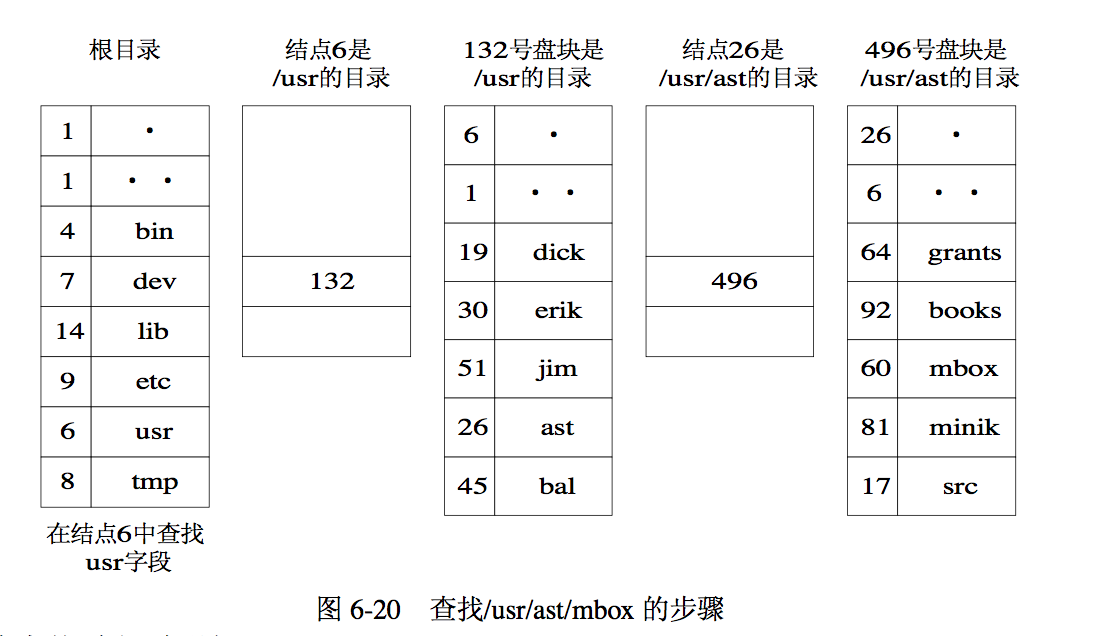 根目录
1 ·
1 · ·
4 bin
7 dev
14 lib
9 etc
6 usr
8 tmp
在结点6中查找
usr字段
结点6是
/usr的目录
132
132号盘块是
/usr的目录
6 ·
1 · ·
19 dick
30 erik
51 jim
26 ast
45 bal
结点26是
/usr/ast的目录
496
496号盘块是
/usr/ast的目录
26 ·
6 · ·
64 grants
92 books
60 mbox
81 minik
17 src
图 6-20 查找/usr/ast/mbox 的步骤